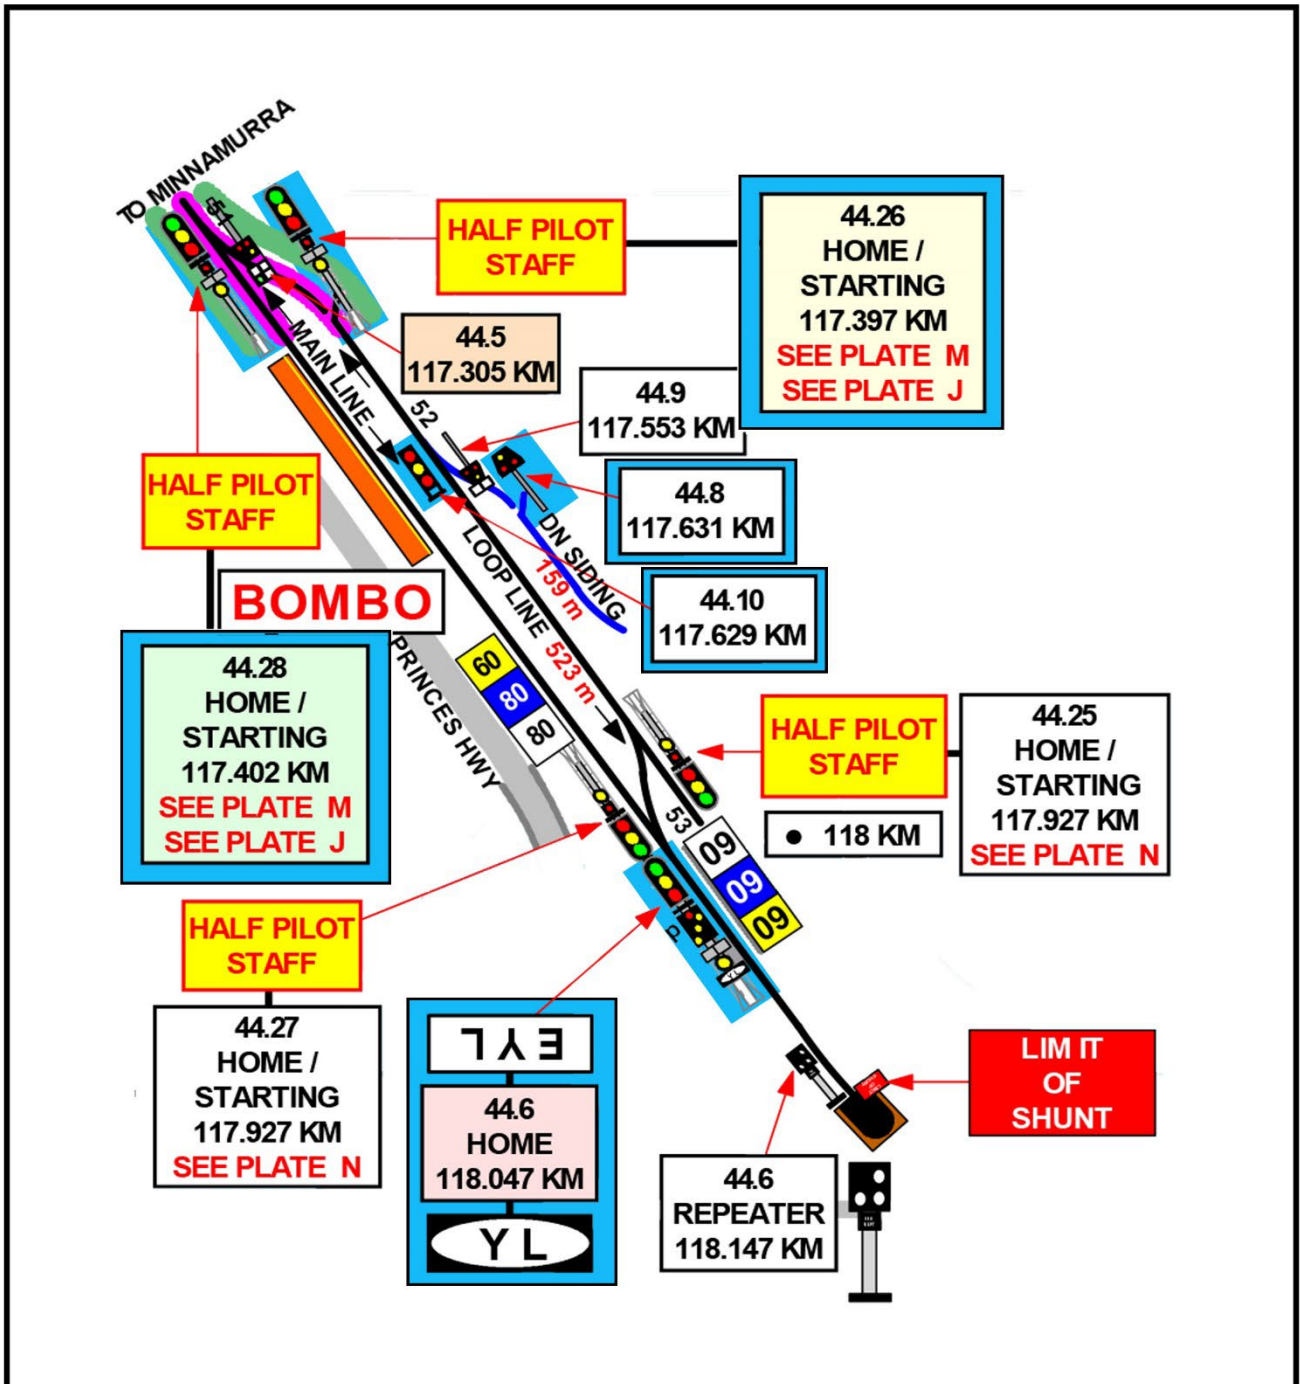 TO MINNAMURRA
51
HALF PILOT
STAFF
44.26
HOME /
STARTING
117.397 KM
SEE PLATE M
SEE PLATE J
44.5
117.305 KM
MAIN LINE
52
44.9
117.553 KM
44.8
117.631 KM
HALF PILOT
STAFF
DN SIDING
159 m
LOOP LINE
523 m
44.10
117.629 KM
BOMBO
44.28
HOME /
STARTING
117.402 KM
SEE PLATE M
SEE PLATE J
PRINCES HWY
60
80
80
HALF PILOT
STAFF
44.25
HOME /
STARTING
117.927 KM
SEE PLATE N
118 KM
53
60
60
60
P
HALF PILOT
STAFF
44.27
HOME /
STARTING
117.927 KM
SEE PLATE N
EYL
44.6
HOME
118.047 KM
Y L
YL
LIM IT
OF
SHUNT
44.6
REPEATER
118.147 KM